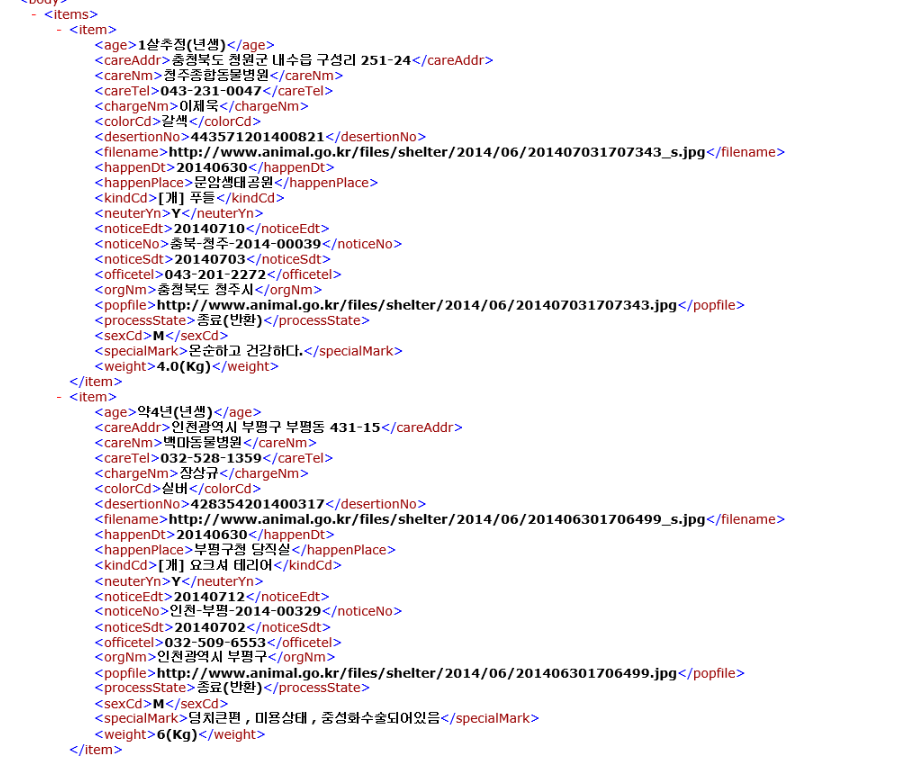 <body>
- <items>
- <item>
<age>1살추정(년생)</age>
<careAddr>충청북도 청원군 내수읍 구성리 251-24</careAddr>
<careNm>청주종합동물병원</careNm>
<careTel>043-231-0047</careTel>
<chargeNm>이제욱</chargeNm>
<colorCd>갈색</colorCd>
<desertionNo>443571201400821</desertionNo>
<filename>http://www.animal.go.kr/files/shelter/2014/06/201407031707343_s.jpg</filename>
<happenDt>20140630</happenDt>
<happenPlace>문암생태공원</happenPlace>
<kindCd>[개] 푸들</kindCd>
<neuterYn>Y</neuterYn>
<noticeEdt>20140710</noticeEdt>
<noticeNo>충북-청주-2014-00039</noticeNo>
<noticeSdt>20140703</noticeSdt>
<officetel>043-201-2272</officetel>
<orgNm>충청북도 청주시</orgNm>
<popfile>http://www.animal.go.kr/files/shelter/2014/06/201407031707343.jpg</popfile>
<processState>종료(반환)</processState>
<sexCd>M</sexCd>
<specialMark>온순하고 건강하다.</specialMark>
<weight>4.0(Kg)</weight>
</item>
- <item>
<age>약4년(년생)</age>
<careAddr>인천광역시 부평구 부평동 431-15</careAddr>
<careNm>백마동물병원</careNm>
<careTel>032-528-1359</careTel>
<chargeNm>장상규</chargeNm>
<colorCd>실버</colorCd>
<desertionNo>428354201400317</desertionNo>
<filename>http://www.animal.go.kr/files/shelter/2014/06/201406301706499_s.jpg</filename>
<happenDt>20140630</happenDt>
<happenPlace>부평구청 당직실</happenPlace>
<kindCd>[개] 요크셔 테리어</kindCd>
<neuterYn>Y</neuterYn>
<noticeEdt>20140712</noticeEdt>
<noticeNo>인천-부평-2014-00329</noticeNo>
<noticeSdt>20140702</noticeSdt>
<officetel>032-509-6553</officetel>
<orgNm>인천광역시 부평구</orgNm>
<popfile>http://www.animal.go.kr/files/shelter/2014/06/201406301706499.jpg</popfile>
<processState>종료(반환)</processState>
<sexCd>M</sexCd>
<specialMark>덩치큰편 , 미용상태 , 중성화수술되어있음</specialMark>
<weight>6(Kg)</weight>
</item>